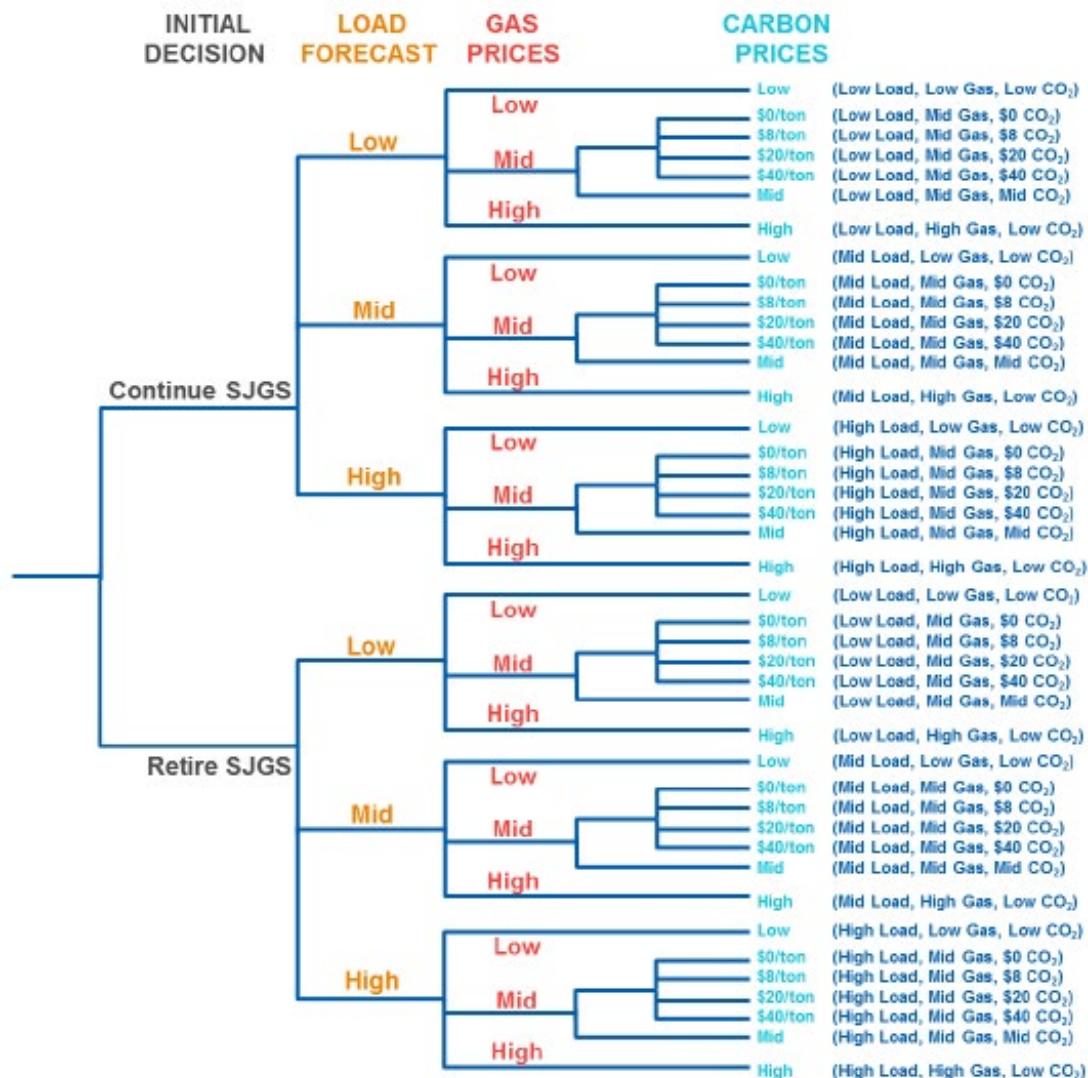 INITIAL DECISION LOAD FORECAST GAS PRICES CARBON PRICES
Low (Low Load, Low Gas, Low CO₂)
Low
$0/ton (Low Load, Mid Gas, $0 CO₂)
Low
$8/ton (Low Load, Mid Gas, $8 CO₂)
Mid
$20/ton (Low Load, Mid Gas, $20 CO₂)
$40/ton (Low Load, Mid Gas, $40 CO₂)
Mid (Low Load, Mid Gas, Mid CO₂)
High
High (Low Load, High Gas, Low CO₂)
Low (Mid Load, Low Gas, Low CO₂)
Low
$0/ton (Mid Load, Mid Gas, $0 CO₂)
$8/ton (Mid Load, Mid Gas, $8 CO₂)
Mid
Mid
$20/ton (Mid Load, Mid Gas, $20 CO₂)
$40/ton (Mid Load, Mid Gas, $40 CO₂)
Mid (Mid Load, Mid Gas, Mid CO₂)
High
Continue SJGS
High (Mid Load, High Gas, Low CO₂)
Low (High Load, Low Gas, Low CO₂)
Low
$0/ton (High Load, Mid Gas, $0 CO₂)
High
$8/ton (High Load, Mid Gas, $8 CO₂)
Mid
$20/ton (High Load, Mid Gas, $20 CO₂)
$40/ton (High Load, Mid Gas, $40 CO₂)
Mid (High Load, Mid Gas, Mid CO₂)
High
High (High Load, High Gas, Low CO₂)
Low (Low Load, Low Gas, Low CO₂)
Low
$0/ton (Low Load, Mid Gas, $0 CO₂)
Low
$8/ton (Low Load, Mid Gas, $8 CO₂)
Mid
$20/ton (Low Load, Mid Gas, $20 CO₂)
$40/ton (Low Load, Mid Gas, $40 CO₂)
Mid (Low Load, Mid Gas, Mid CO₂)
High
High (Low Load, High Gas, Low CO₂)
Retire SJGS
Low (Mid Load, Low Gas, Low CO₂)
Low
$0/ton (Mid Load, Mid Gas, $0 CO₂)
$8/ton (Mid Load, Mid Gas, $8 CO₂)
Mid
Mid
$20/ton (Mid Load, Mid Gas, $20 CO₂)
$40/ton (Mid Load, Mid Gas, $40 CO₂)
Mid (Mid Load, Mid Gas, Mid CO₂)
High
High (Mid Load, High Gas, Low CO₂)
Low (High Load, Low Gas, Low CO₂)
Low
$0/ton (High Load, Mid Gas, $0 CO₂)
High
$8/ton (High Load, Mid Gas, $8 CO₂)
Mid
$20/ton (High Load, Mid Gas, $20 CO₂)
$40/ton (High Load, Mid Gas, $40 CO₂)
Mid (High Load, Mid Gas, Mid CO₂)
High
High (High Load, High Gas, Low CO₂)